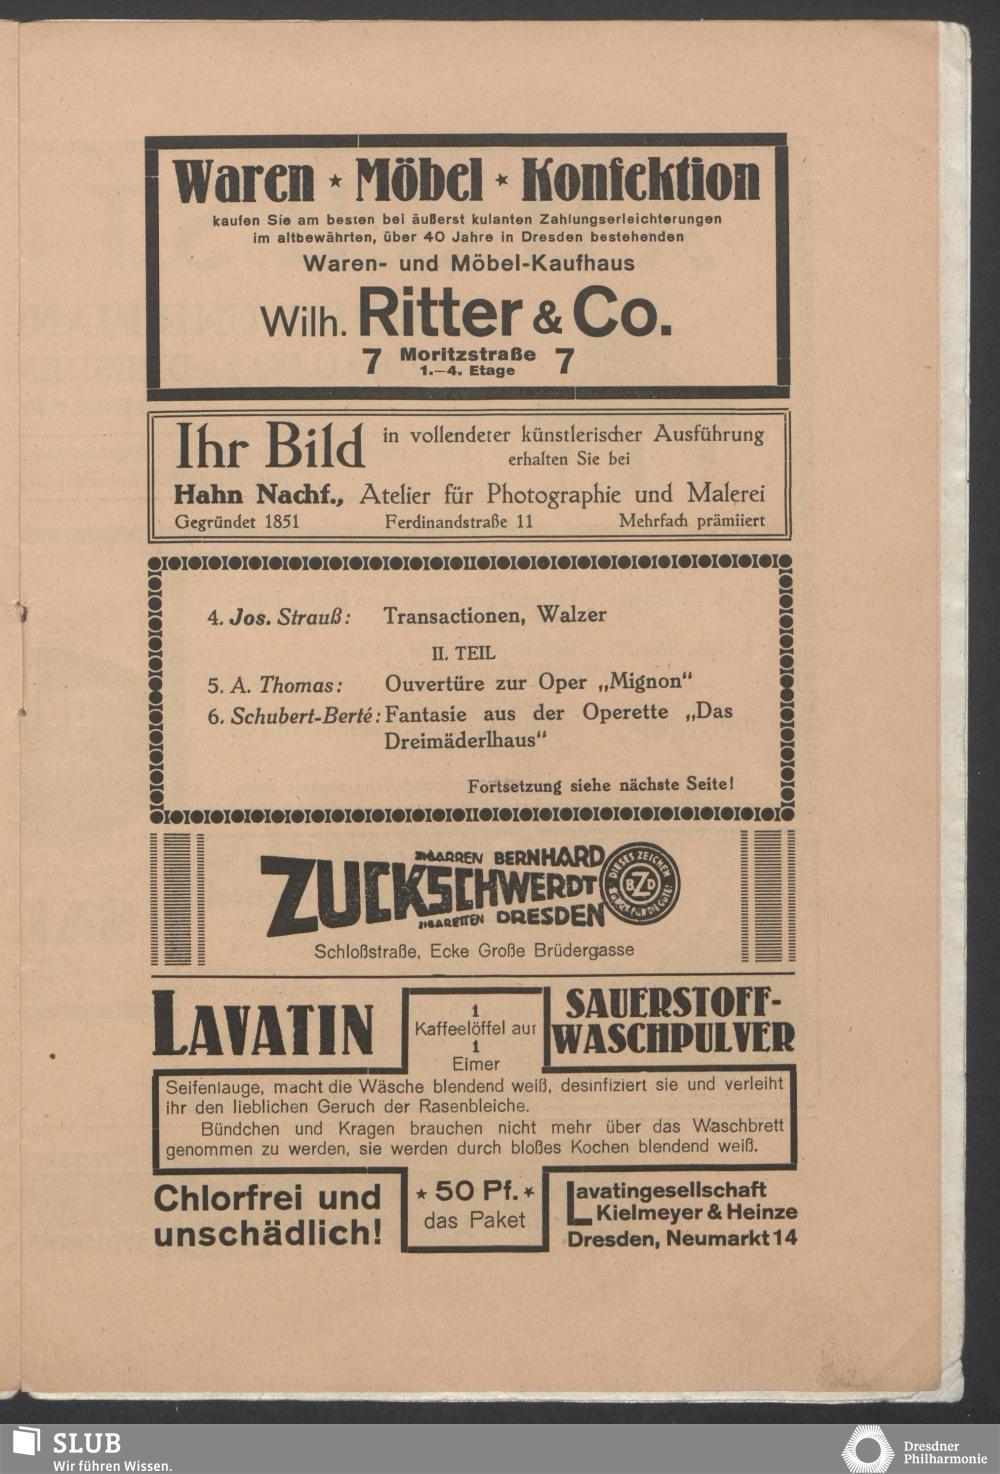 Waren ★ Möbel ★ Konfektion
kaufen Sie am besten bei äußerst kulanten Zahlungserleichterungen
im altbewährten, über 40 Jahre in Dresden bestehenden
Waren- und Möbel-Kaufhaus
Wilh. Ritter & Co.
7 Moritzstraße 7
1.—4. Etage
Ihr Bild in vollendeter künstlerischer Ausführung
erhalten Sie bei
Hahn Nachf., Atelier für Photographie und Malerei
Gegründet 1851 Ferdinandstraße 11 Mehrfach prämiiert
4. Jos. Strauß: Transactionen, Walzer
II. TEIL
5. A. Thomas: Ouvertüre zur Oper „Mignon“
6. Schubert-Berté: Fantasie aus der Operette „Das
Dreimäderlhaus“
Fortsetzung siehe nächste Seite!
ZIGARREN BERNHARD
ZUCKSCHWERDT
ZIGARETTEN DRESDEN
DIESES ZEICHEN
BZD
BÜRGE FÜR DIE GÜTE!
Schloßstraße, Ecke Große Brüdergasse
LAVATIN
1
Kaffeelöffel auf
1
Eimer
SAUERSTOFF-
WASCHPULVER
Seifenlauge, macht die Wäsche blendend weiß, desinfiziert sie und verleiht
ihr den lieblichen Geruch der Rasenbleiche.
Bündchen und Kragen brauchen nicht mehr über das Waschbrett
genommen zu werden, sie werden durch bloßes Kochen blendend weiß.
Chlorfrei und
unschädlich!
★ 50 Pf. ★
das Paket
Lavatingesellschaft
Kielmeyer & Heinze
Dresden, Neumarkt 14
SLUB
Wir führen Wissen.
Dresdner
Philharmonie